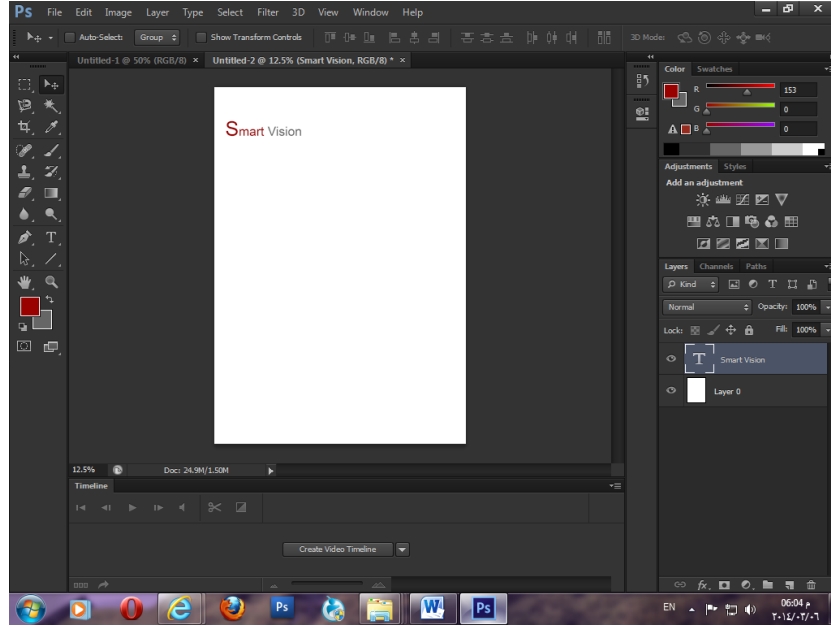 Ps File Edit Image Layer Type Select Filter 3D View Window Help
Auto-Select: Group Show Transform Controls 3D Mode:
Untitled-1 @ 50% (RGB/8) × Untitled-2 @ 12.5% (Smart Vision, RGB/8) * ×
Smart Vision
12.5% Doc: 24.9M/1.50M
Timeline
Create Video Timeline
Color Swatches
R 153
G 0
B 0
Adjustments Styles
Add an adjustment
Layers Channels Paths
Kind
Normal Opacity: 100%
Lock: Fill: 100%
T Smart Vision
Layer 0
fx
Ps W Ps
EN 06:04 م
٢٠١٤/٠٣/٠٦